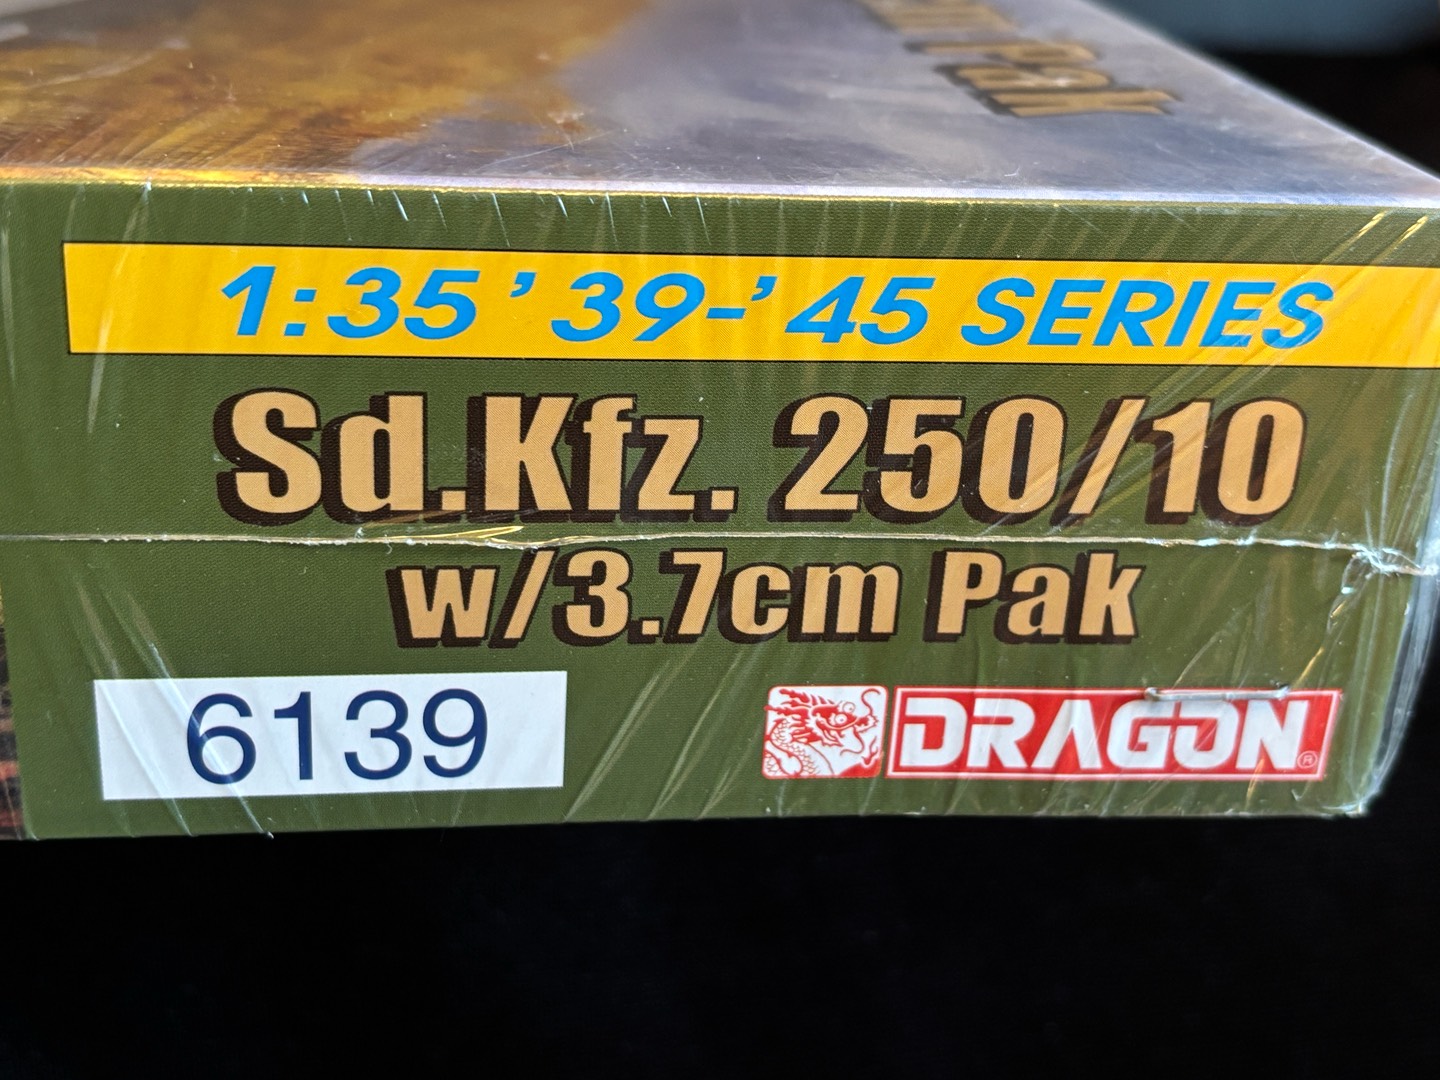 1:35 '39-'45 SERIES
Sd.Kfz. 250/10
w/3.7cm Pak
6139
DRAGON®